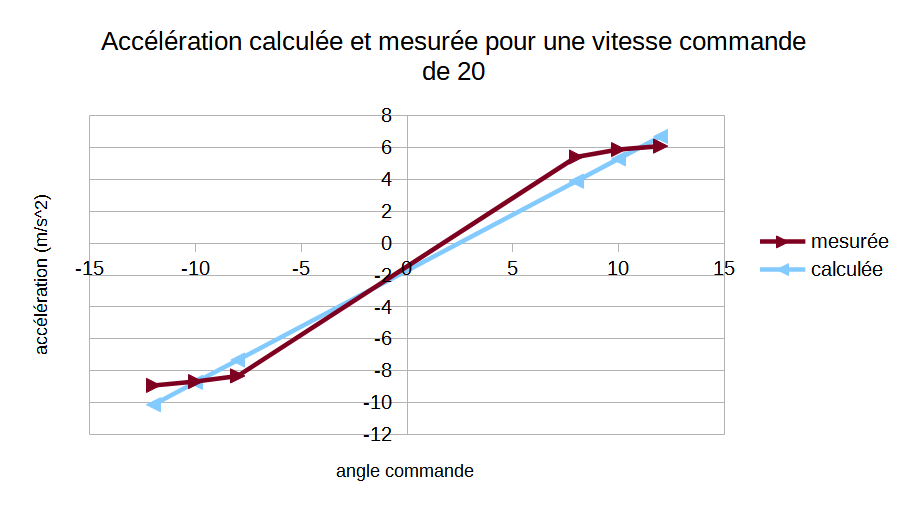 Accélération calculée et mesurée pour une vitesse commande
de 20
8
6
4
2
0
-15 -10 -5 0 5 10 15
-2
-4
-6
-8
-10
-12
accélération (m/s^2)
angle commande
mesurée
calculée